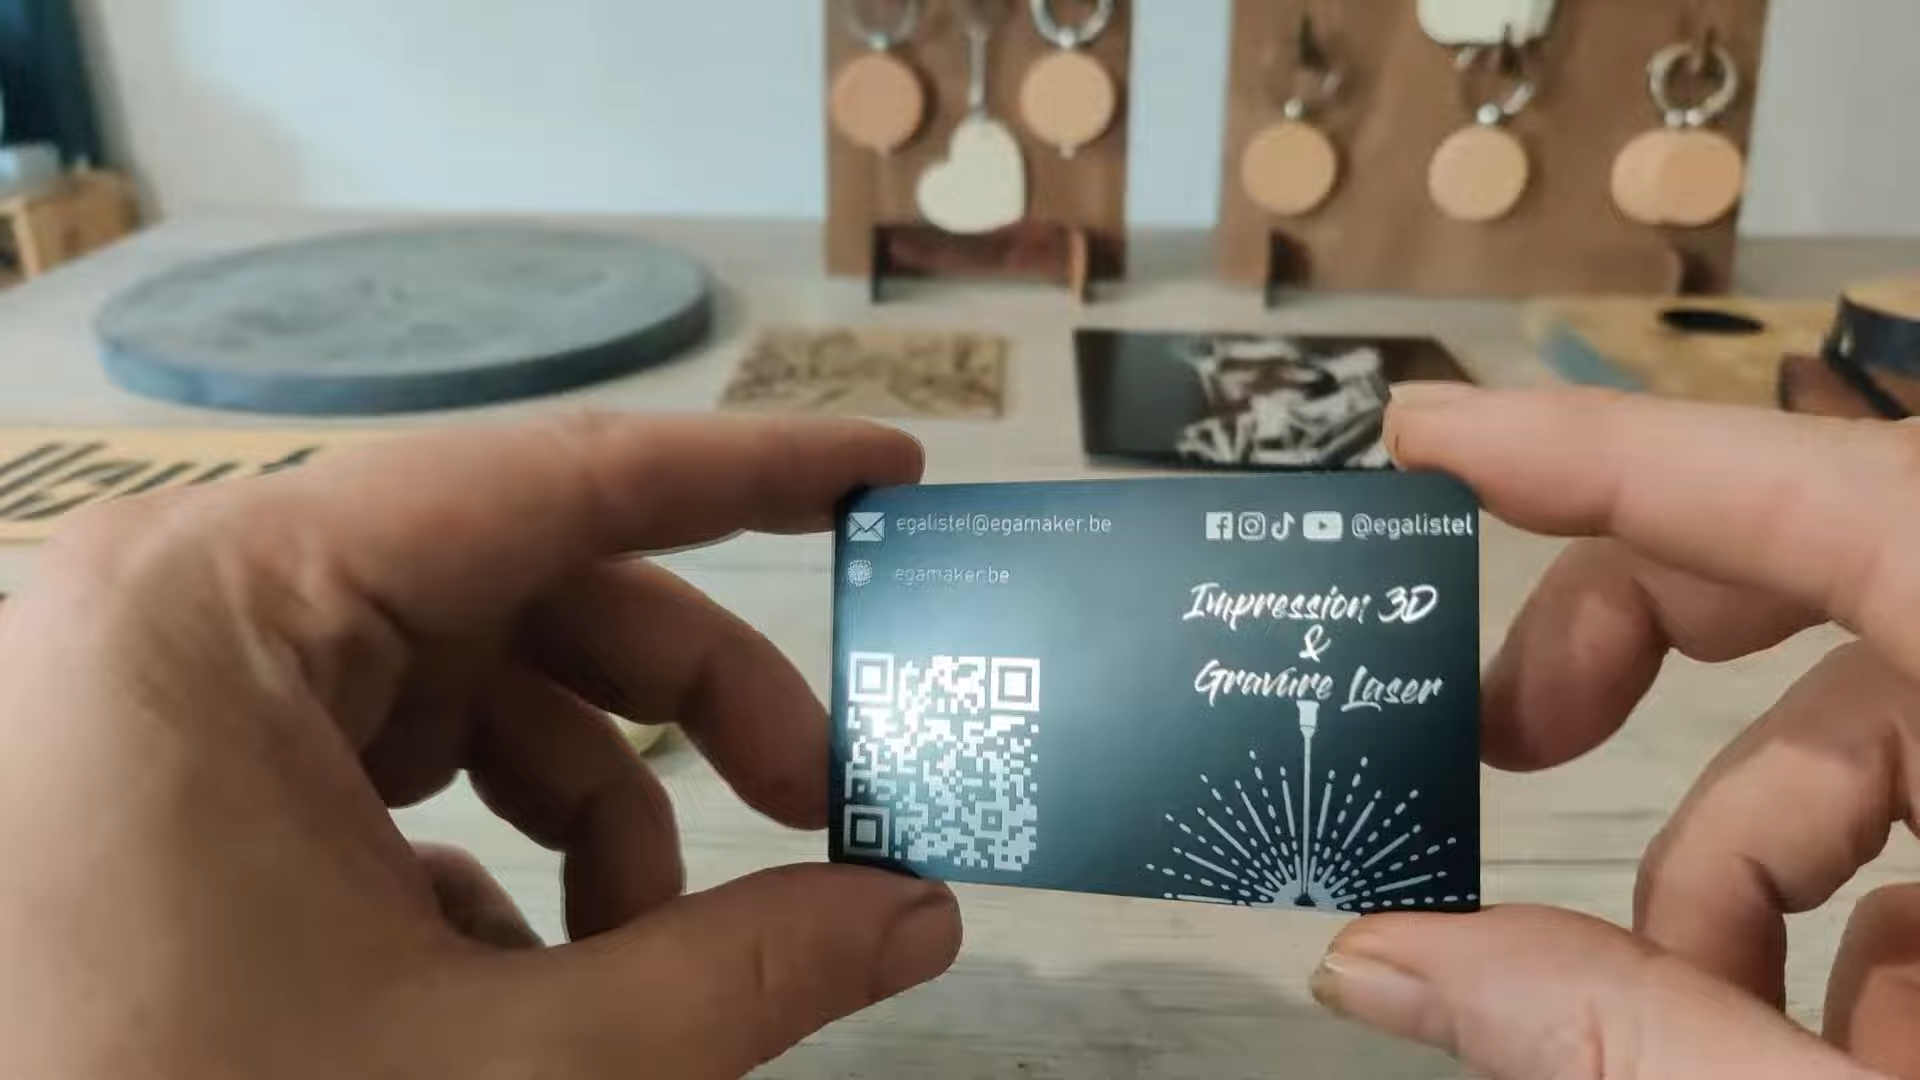 egalistel@egamaker.be
@egalistel
egamaker.be
Impression 3D
&
Gravure Laser